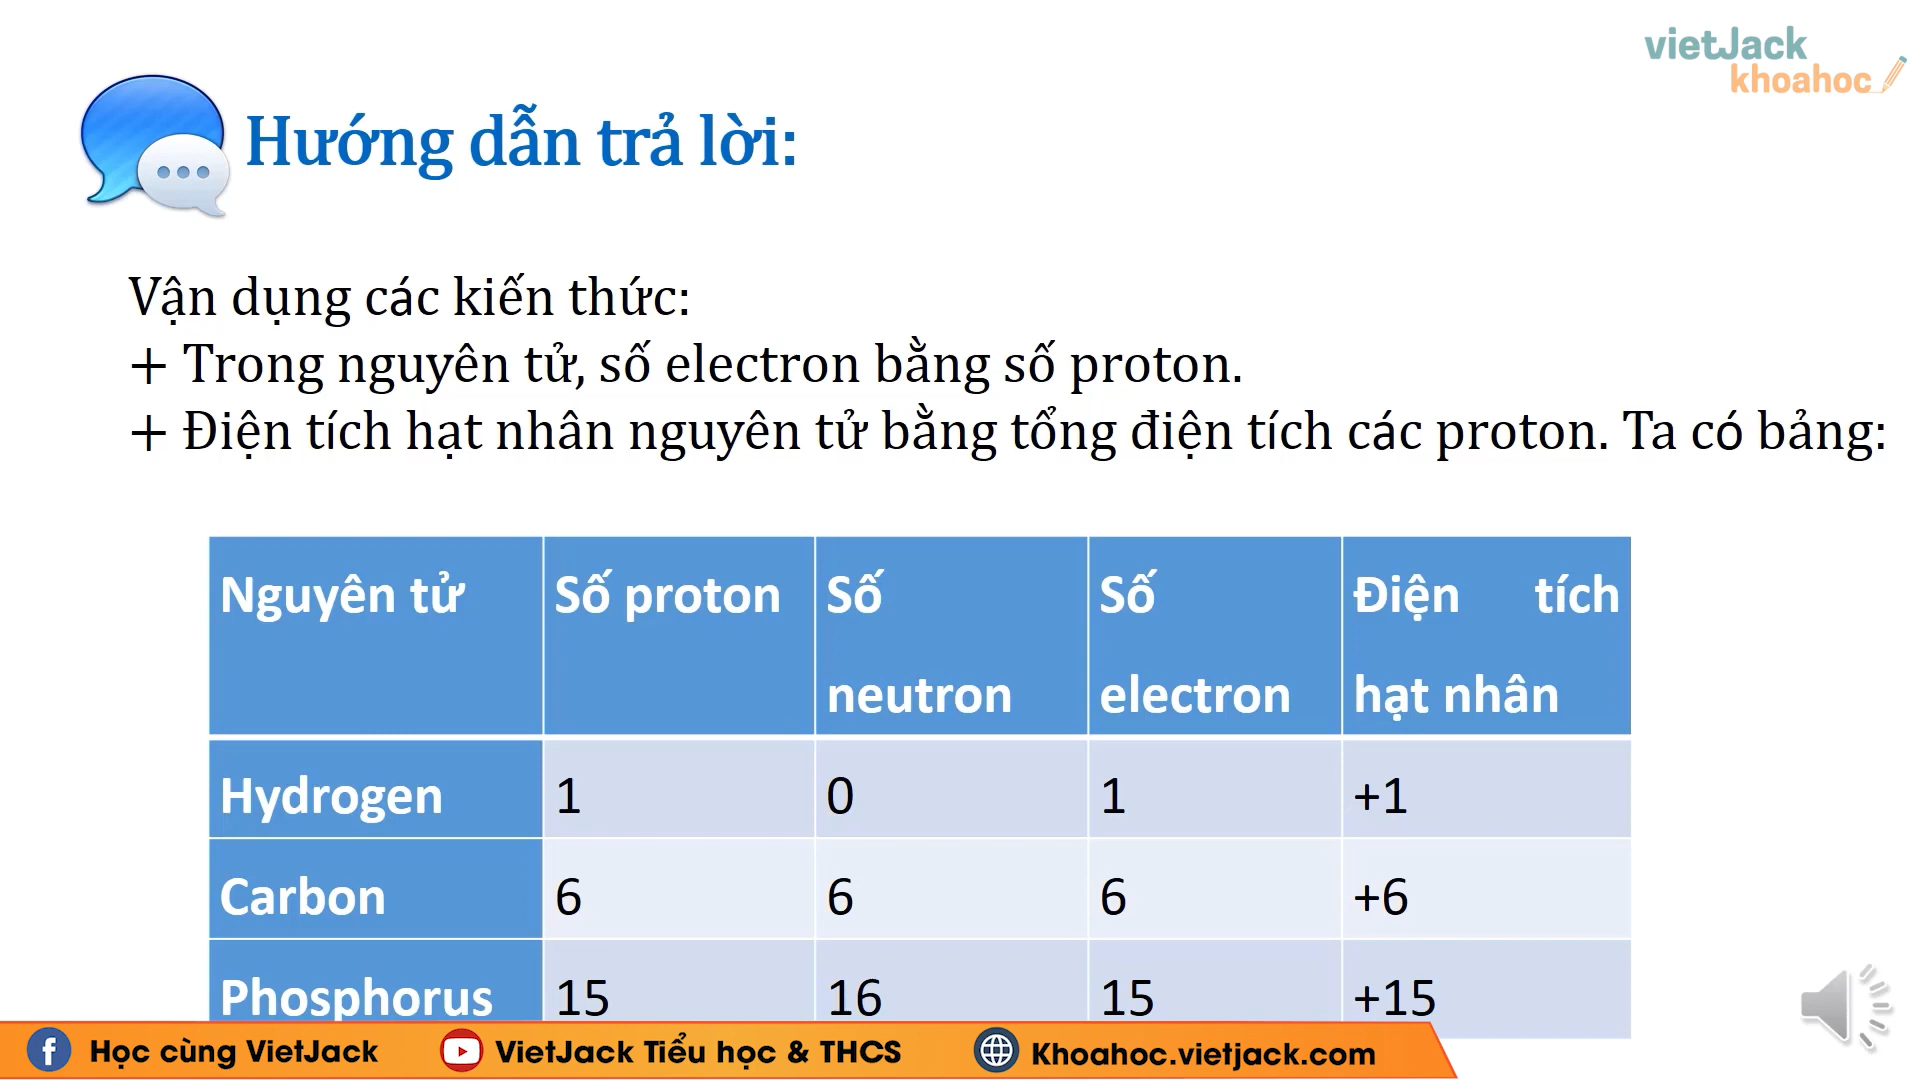 vietJack
khoahoc
Hướng dẫn trả lời:
Vận dụng các kiến thức:
+ Trong nguyên tử, số electron bằng số proton.
+ Điện tích hạt nhân nguyên tử bằng tổng điện tích các proton. Ta có bảng:
Nguyên tử Số proton Số neutron Số electron Điện tích hạt nhân
Hydrogen 1 0 1 +1
Carbon 6 6 6 +6
Phosphorus 15 16 15 +15
Học cùng VietJack VietJack Tiểu học & THCS Khoahoc.vietjack.com